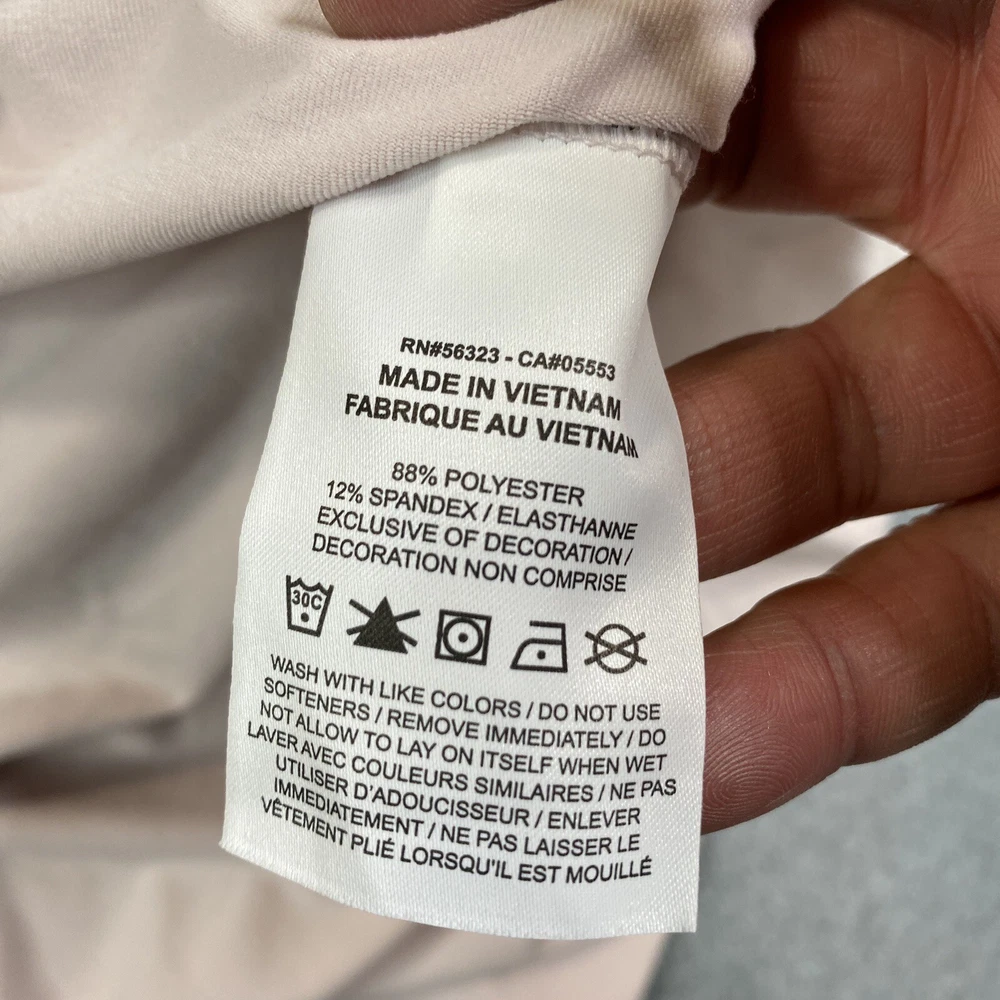 RN#56323 - CA#05553
MADE IN VIETNAM
FABRIQUE AU VIETNAM
88% POLYESTER
12% SPANDEX / ELASTHANNE
EXCLUSIVE OF DECORATION /
DECORATION NON COMPRISE
30C
WASH WITH LIKE COLORS / DO NOT USE
SOFTENERS / REMOVE IMMEDIATELY / DO
NOT ALLOW TO LAY ON ITSELF WHEN WET
LAVER AVEC COULEURS SIMILAIRES / NE PAS
UTILISER D'ADOUCISSEUR / ENLEVER
IMMEDIATEMENT / NE PAS LAISSER LE
VÊTEMENT PLIÉ LORSQU'IL EST MOUILLÉ